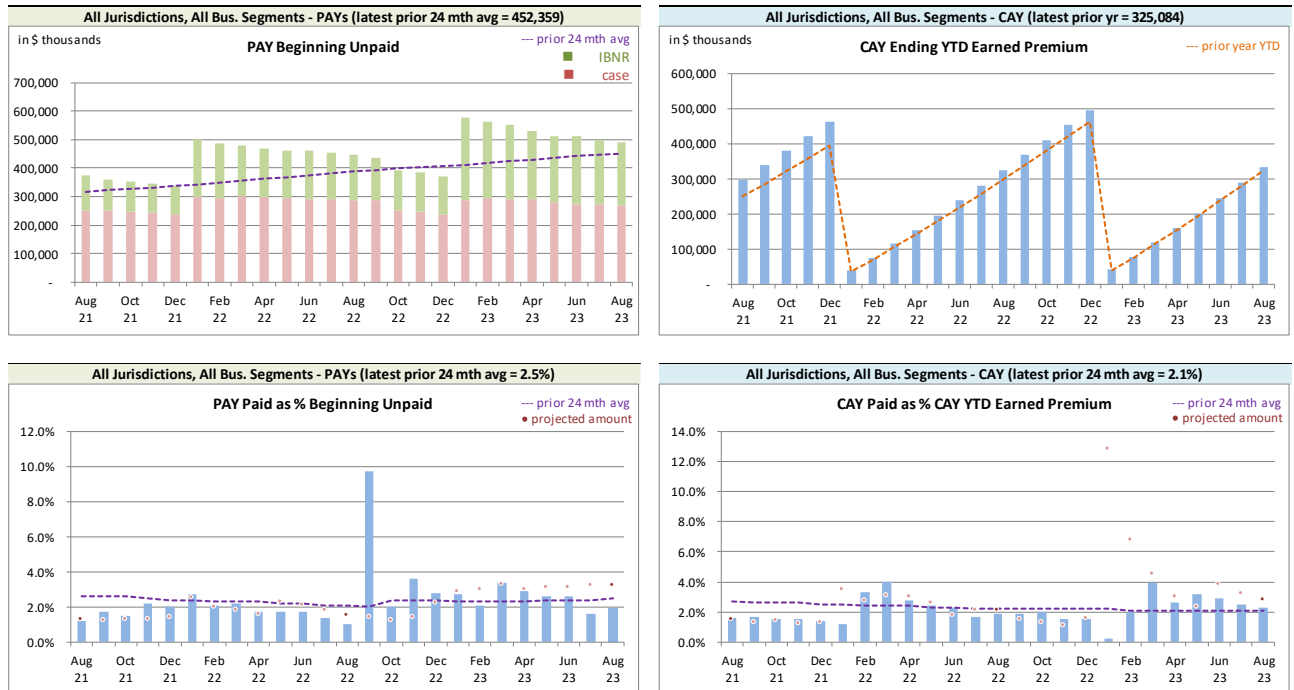 All Jurisdictions, All Bus. Segments - PAYs (latest prior 24 mth avg = 452,359)
in $ thousands
PAY Beginning Unpaid
--- prior 24 mth avg
IBNR
case
700,000
600,000
500,000
400,000
300,000
200,000
100,000
-
Aug Oct Dec Feb Apr Jun Aug Oct Dec Feb Apr Jun Aug
21 21 21 22 22 22 22 22 22 23 23 23 23
All Jurisdictions, All Bus. Segments - CAY (latest prior yr = 325,084)
in $ thousands
CAY Ending YTD Earned Premium
--- prior year YTD
600,000
500,000
400,000
300,000
200,000
100,000
-
Aug Oct Dec Feb Apr Jun Aug Oct Dec Feb Apr Jun Aug
21 21 21 22 22 22 22 22 22 23 23 23 23
All Jurisdictions, All Bus. Segments - PAYs (latest prior 24 mth avg = 2.5%)
PAY Paid as % Beginning Unpaid
--- prior 24 mth avg
• projected amount
12.0%
10.0%
8.0%
6.0%
4.0%
2.0%
0.0%
Aug Oct Dec Feb Apr Jun Aug Oct Dec Feb Apr Jun Aug
21 21 21 22 22 22 22 22 22 23 23 23 23
All Jurisdictions, All Bus. Segments - CAY (latest prior 24 mth avg = 2.1%)
CAY Paid as % CAY YTD Earned Premium
--- prior 24 mth avg
• projected amount
14.0%
12.0%
10.0%
8.0%
6.0%
4.0%
2.0%
0.0%
Aug Oct Dec Feb Apr Jun Aug Oct Dec Feb Apr Jun Aug
21 21 21 22 22 22 22 22 22 23 23 23 23